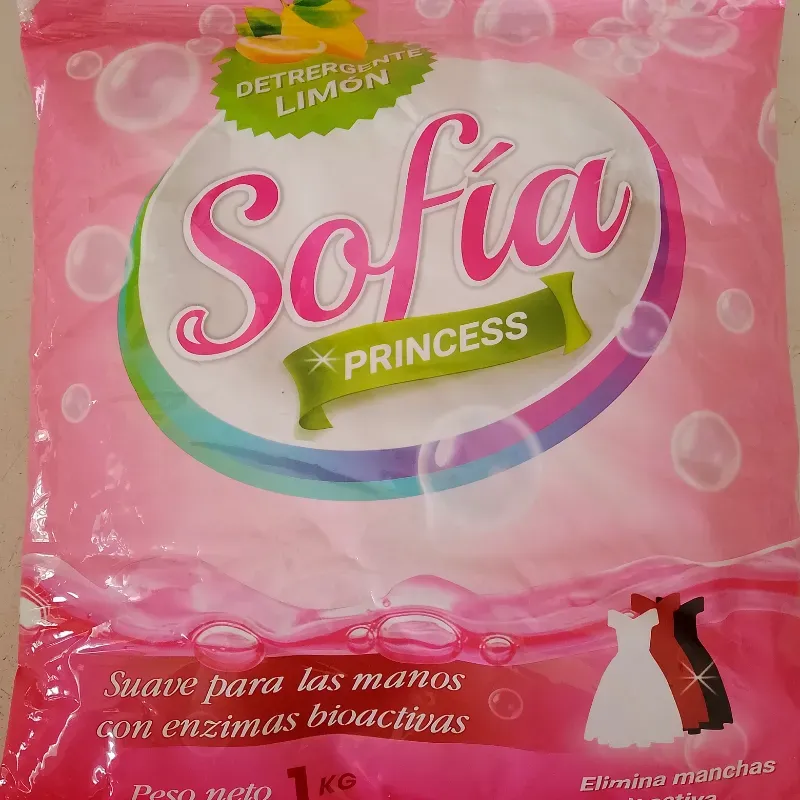 DETRERGENTE
LIMÓN
Sofía
PRINCESS
Suave para las manos
con enzimas bioactivas
Peso neto 1 KG
Elimina manchas